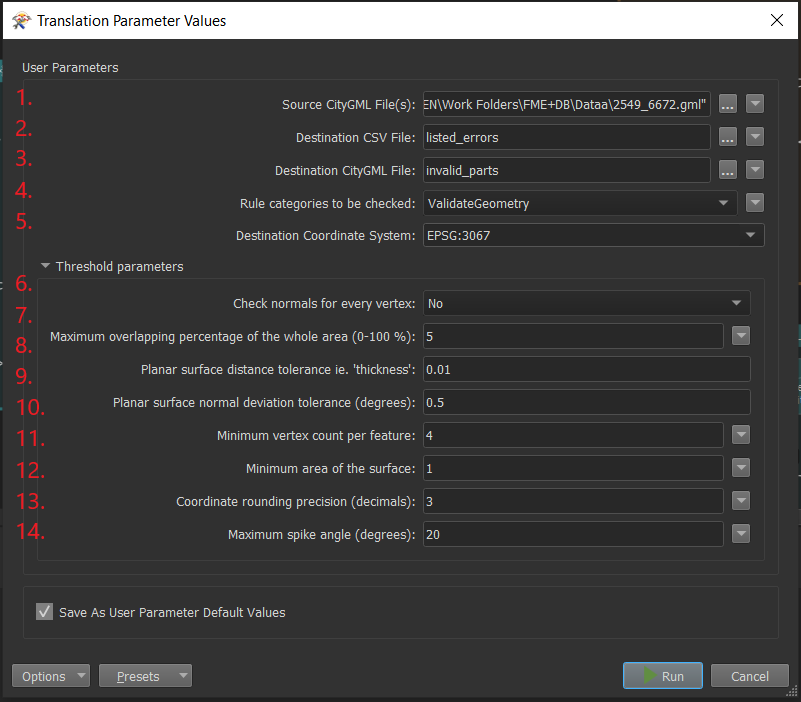 Translation Parameter Values
User Parameters
1. Source CityGML File(s): EN\Work Folders\FME+DB\Dataa\2549_6672.gml" ...
2. Destination CSV File: listed_errors ...
3. Destination CityGML File: invalid_parts ...
4. Rule categories to be checked: ValidateGeometry
5. Destination Coordinate System: EPSG:3067
Threshold parameters
6. Check normals for every vertex: No
7. Maximum overlapping percentage of the whole area (0-100 %): 5
8. Planar surface distance tolerance ie. 'thickness': 0.01
9. Planar surface normal deviation tolerance (degrees): 0.5
10. Minimum vertex count per feature: 4
11. Minimum area of the surface: 1
12. Coordinate rounding precision (decimals): 3
13. Maximum spike angle (degrees): 20
14.
Save As User Parameter Default Values
Options Presets Run Cancel